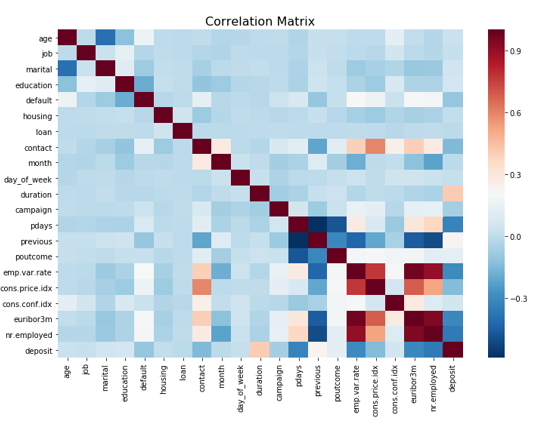 Correlation Matrix
age
job
marital
education
default
housing
loan
contact
month
day_of_week
duration
campaign
pdays
previous
poutcome
emp.var.rate
cons.price.idx
cons.conf.idx
euribor3m
nr.employed
deposit
0.9
0.6
0.3
0.0
−0.3
age
job
marital
education
default
housing
loan
contact
month
day_of_week
duration
campaign
pdays
previous
poutcome
emp.var.rate
cons.price.idx
cons.conf.idx
euribor3m
nr.employed
deposit